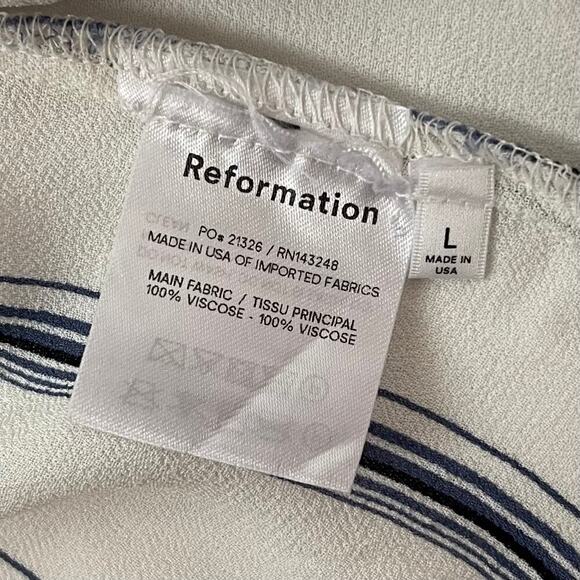 Reformation
POs 21326 / RN143248
MADE IN USA OF IMPORTED FABRICS
MAIN FABRIC / TISSU PRINCIPAL
100% VISCOSE - 100% VISCOSE
L
MADE IN
USA